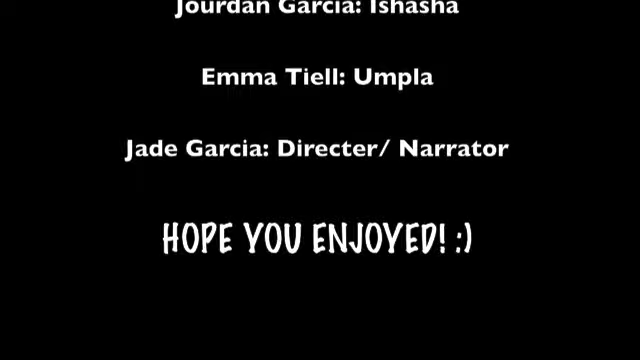 Jourdan Garcia: Ishasha
Emma Tiell: Umpla
Jade Garcia: Directer/ Narrator
HOPE YOU ENJOYED! :)